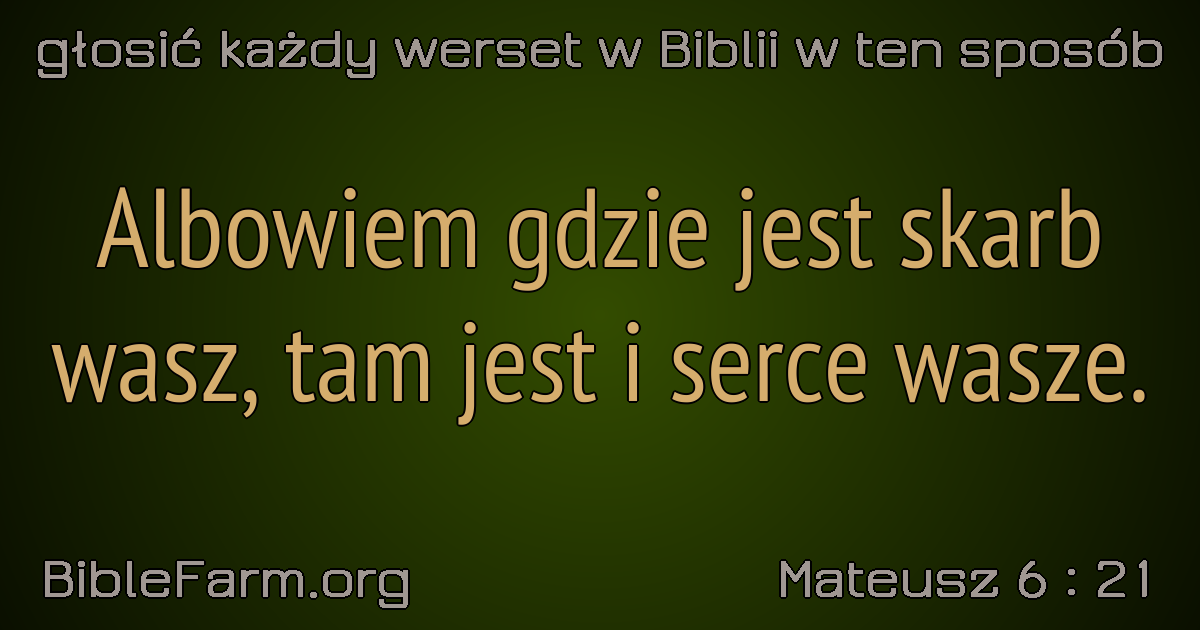 głosić każdy werset w Biblii w ten sposób
Albowiem gdzie jest skarb
wasz, tam jest i serce wasze.
BibleFarm.org
Mateusz 6 : 21